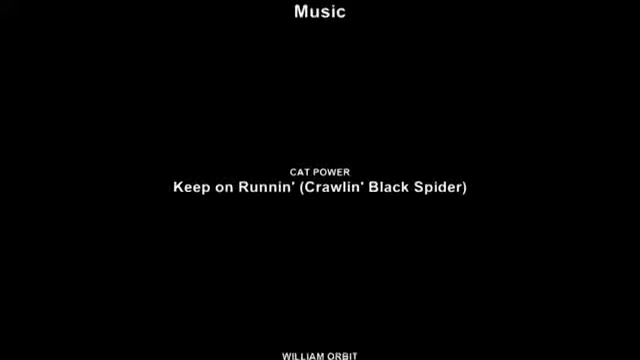 Music
CAT POWER
Keep on Runnin' (Crawlin' Black Spider)
WILLIAM ORBIT